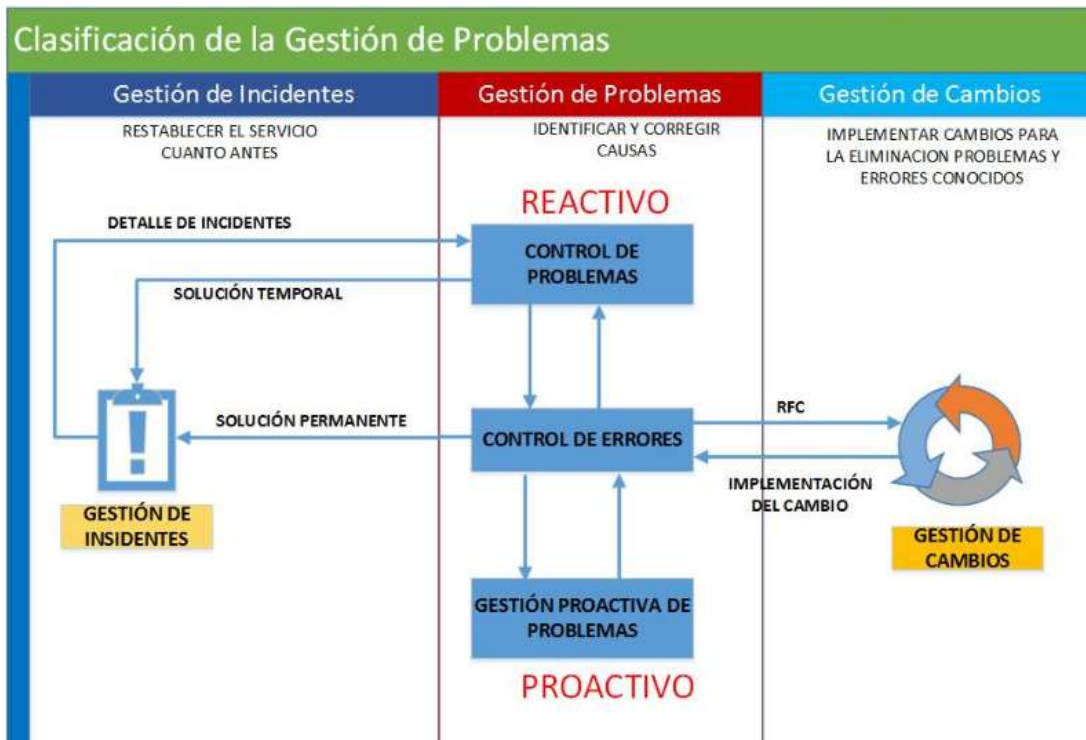 Clasificación de la Gestión de Problemas
Gestión de Incidentes
Gestión de Problemas
Gestión de Cambios
RESTABLECER EL SERVICIO
CUANTO ANTES
IDENTIFICAR Y CORREGIR
CAUSAS
IMPLEMENTAR CAMBIOS PARA
LA ELIMINACION PROBLEMAS Y
ERRORES CONOCIDOS
REACTIVO
DETALLE DE INCIDENTES
CONTROL DE
PROBLEMAS
SOLUCIÓN TEMPORAL
SOLUCIÓN PERMANENTE
CONTROL DE ERRORES
RFC
IMPLEMENTACIÓN
DEL CAMBIO
GESTIÓN DE
INSIDENTES
GESTIÓN DE
CAMBIOS
GESTIÓN PROACTIVA DE
PROBLEMAS
PROACTIVO